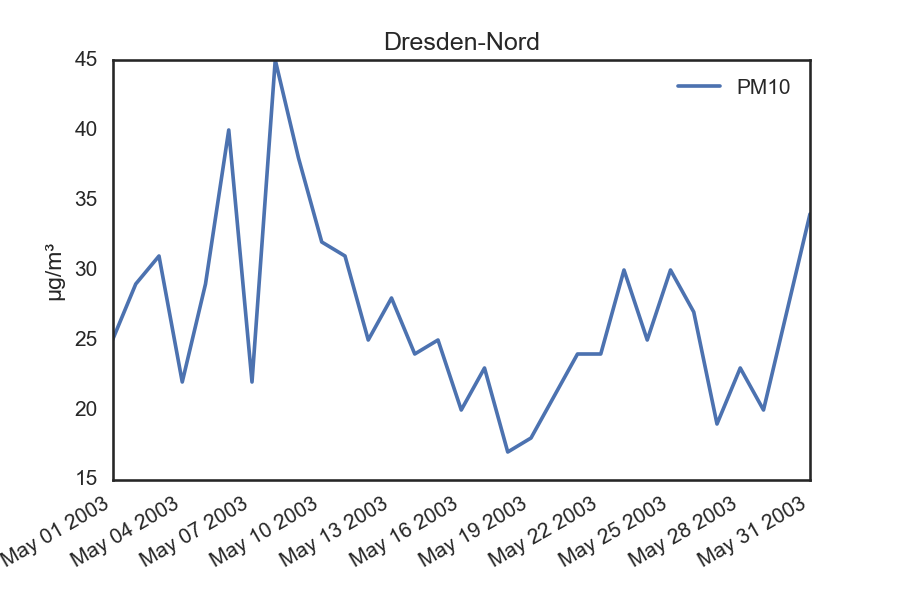 Dresden-Nord
45
40
35
30
25
20
15
µg/m³
PM10
May 01 2003
May 04 2003
May 07 2003
May 10 2003
May 13 2003
May 16 2003
May 19 2003
May 22 2003
May 25 2003
May 28 2003
May 31 2003